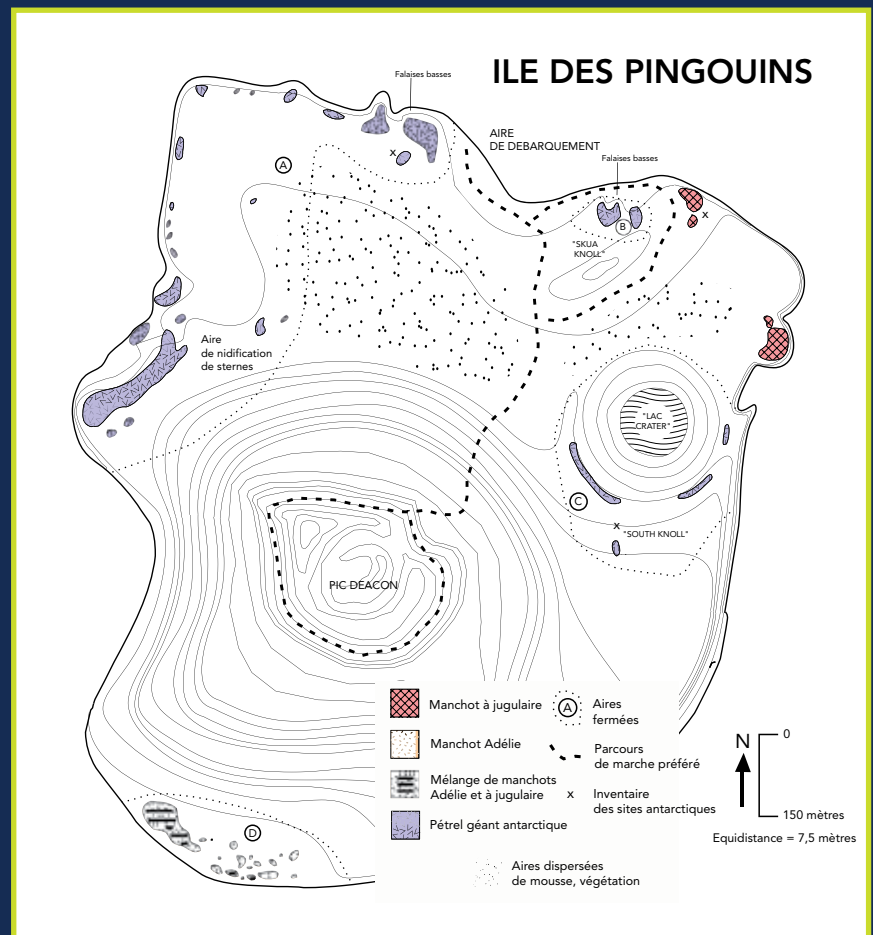 ILE DES PINGOUINS
Falaises basses
AIRE
DE DEBARQUEMENT
Falaises basses
A
x
x
B
"SKUA
KNOLL"
Aire
de nidification
de sternes
"LAC
CRATER"
C
x
"SOUTH KNOLL"
PIC DEACON
D
Manchot à jugulaire
Manchot Adélie
Mélange de manchots
Adélie et à jugulaire
Pétrel géant antarctique
A
Aires
fermées
Parcours
de marche préféré
x
Inventaire
des sites antarctiques
Aires dispersées
de mousse, végétation
N
0
150 mètres
Equidistance = 7,5 mètres